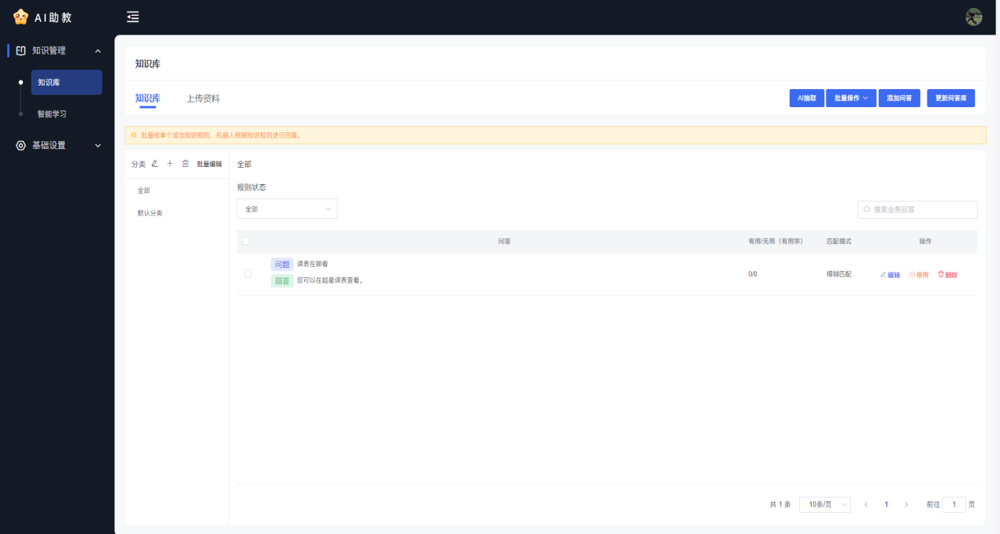 AI助教
知识管理
知识库
智能学习
基础设置
知识库
知识库 上传资料
AI抽取 批量操作 添加问答 更新问答库
批量或单个添加知识规则，机器人根据知识规则进行回复。
分类 批量编辑
全部
默认分类
全部
规则状态
全部
搜索业务回答
问答 有用/无用（有用率） 匹配模式 操作
问题 课表在哪看
回答 您可以在超星课表查看。
0/0 模糊匹配 编辑 停用 删除
共 1 条 10条/页 1 前往 1 页